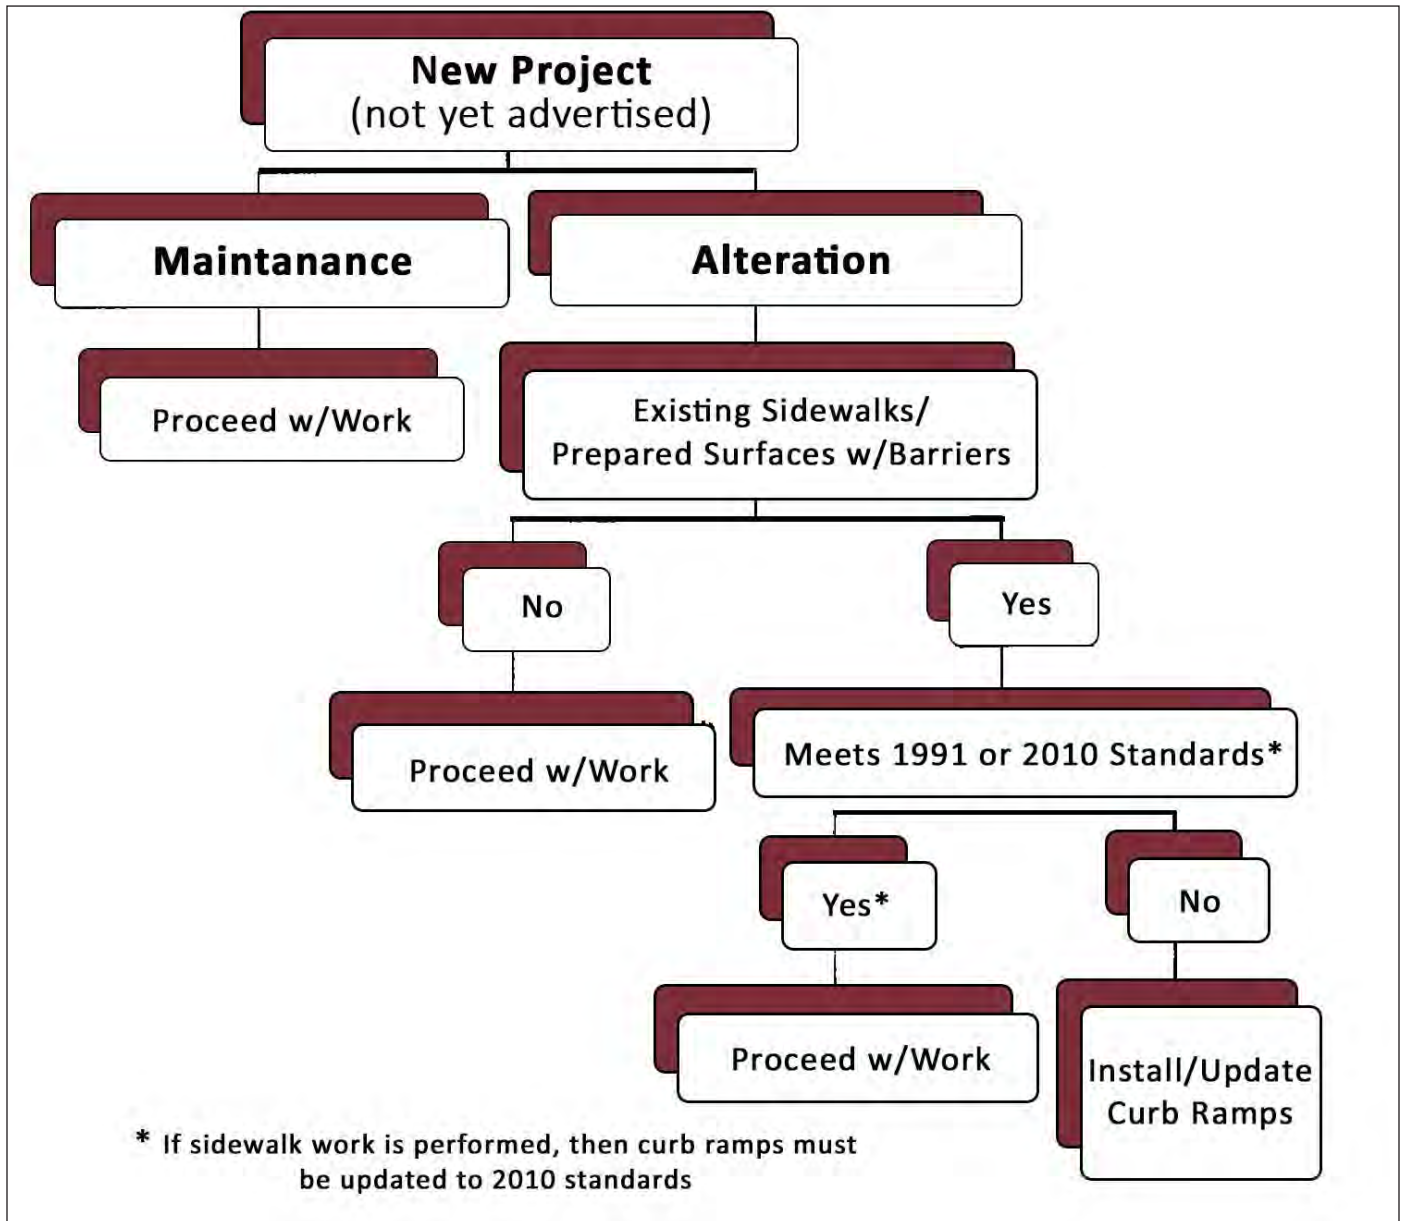 New Project
(not yet advertised)
Maintanance
Alteration
Proceed w/Work
Existing Sidewalks/
Prepared Surfaces w/Barriers
No
Yes
Proceed w/Work
Meets 1991 or 2010 Standards*
Yes*
No
Proceed w/Work
Install/Update
Curb Ramps
* If sidewalk work is performed, then curb ramps must
be updated to 2010 standards